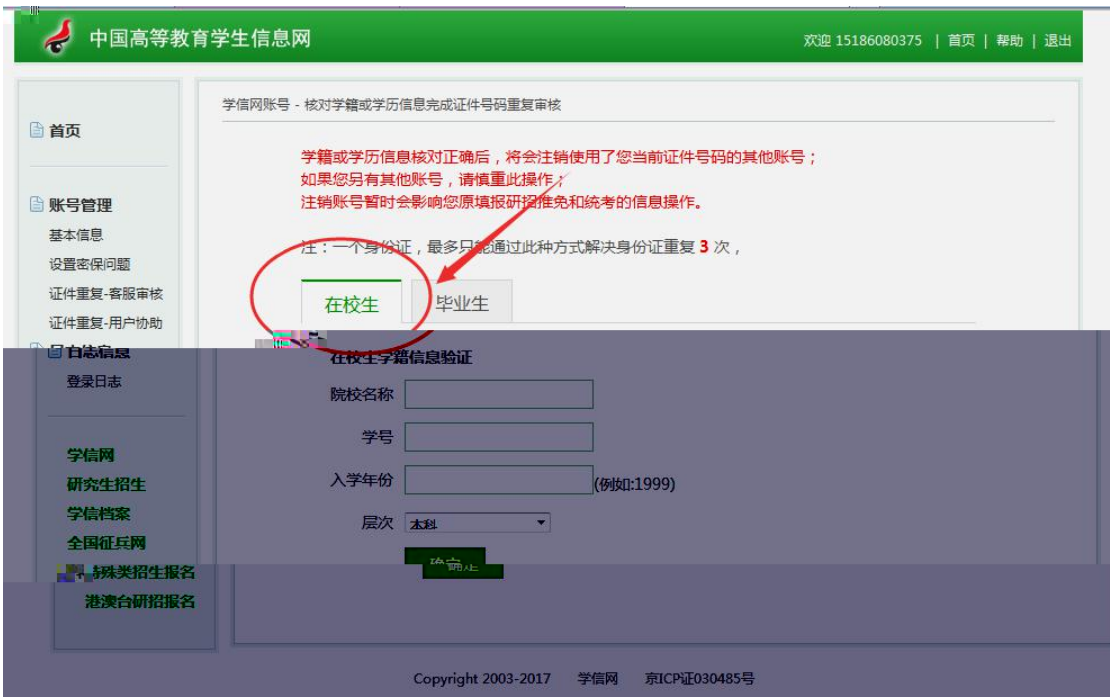 中国高等教育学生信息网
欢迎 15186080375 | 首页 | 帮助 | 退出
首页
账号管理
基本信息
设置密保问题
证件重复-客服审核
证件重复-用户协助
日志信息
登录日志
学信网
研究生招生
学信档案
全国征兵网
特殊类招生报名
港澳台研招报名
学信网账号 - 核对学籍或学历信息完成证件号码重复审核
学籍或学历信息核对正确后，将会注销使用了您当前证件号码的其他账号；
如果您另有其他账号，请慎重此操作；
注销账号暂时会影响您原填报研招推免和统考的信息操作。
注：一个身份证，最多只能通过此种方式解决身份证重复 3 次，
在校生 毕业生
在校生学籍信息验证
院校名称
学号
入学年份 (例如:1999)
层次 本科
确定
Copyright 2003-2017 学信网 京ICP证030485号